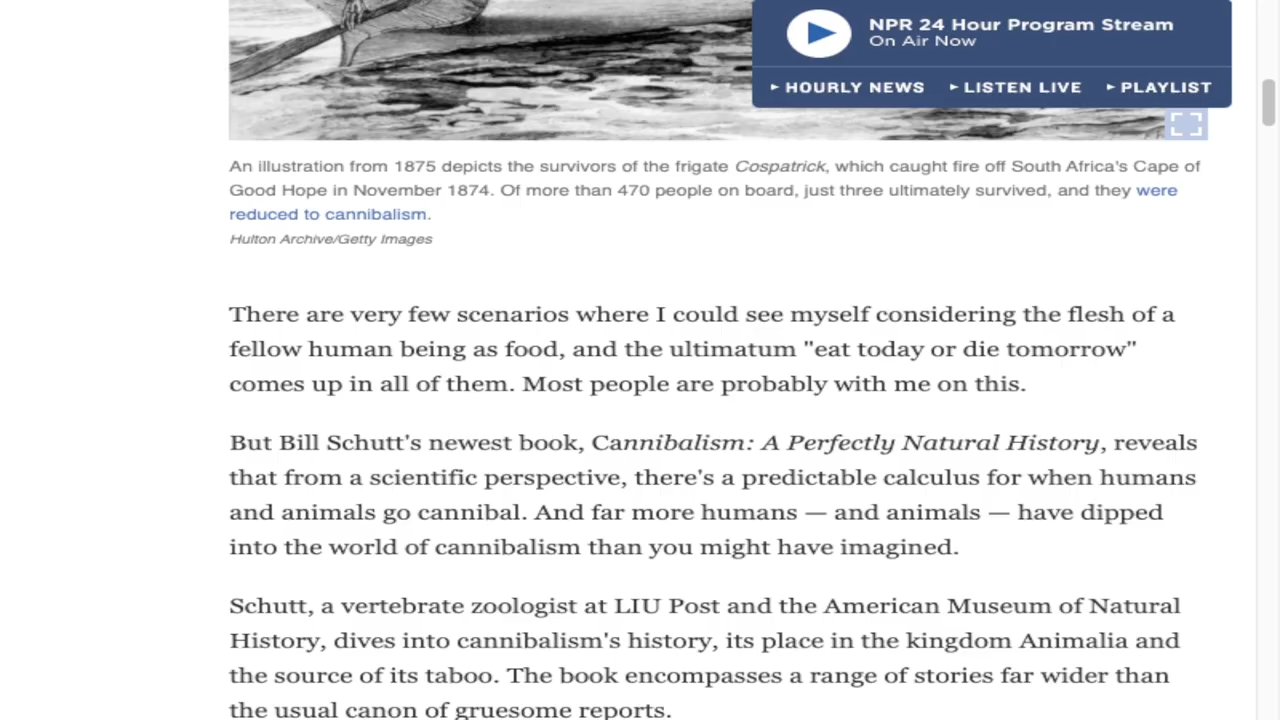 NPR 24 Hour Program Stream
On Air Now
HOURLY NEWS LISTEN LIVE PLAYLIST
An illustration from 1875 depicts the survivors of the frigate Cospatrick, which caught fire off South Africa's Cape of
Good Hope in November 1874. Of more than 470 people on board, just three ultimately survived, and they were
reduced to cannibalism.
Hulton Archive/Getty Images
There are very few scenarios where I could see myself considering the flesh of a
fellow human being as food, and the ultimatum "eat today or die tomorrow"
comes up in all of them. Most people are probably with me on this.
But Bill Schutt's newest book, Cannibalism: A Perfectly Natural History, reveals
that from a scientific perspective, there's a predictable calculus for when humans
and animals go cannibal. And far more humans — and animals — have dipped
into the world of cannibalism than you might have imagined.
Schutt, a vertebrate zoologist at LIU Post and the American Museum of Natural
History, dives into cannibalism's history, its place in the kingdom Animalia and
the source of its taboo. The book encompasses a range of stories far wider than
the usual canon of gruesome reports.